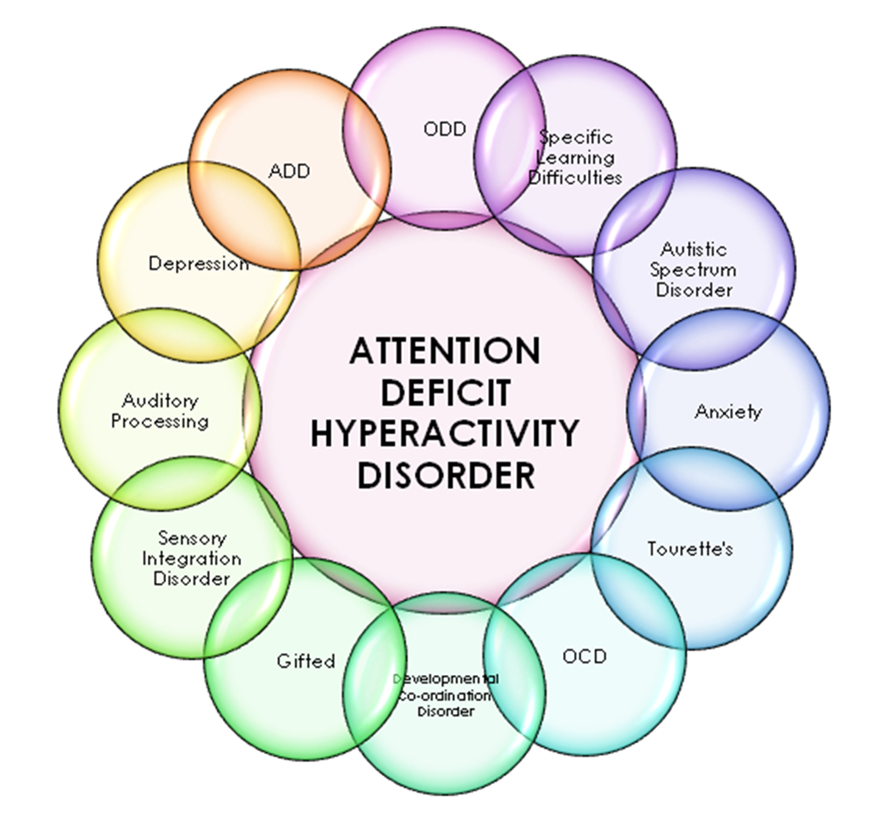 ODD
Specific
Learning
Difficulties
Autistic
Spectrum
Disorder
Anxiety
Tourette's
OCD
Developmental
Co-ordination
Disorder
Gifted
Sensory
Integration
Disorder
Auditory
Processing
Depression
ADD
ATTENTION
DEFICIT
HYPERACTIVITY
DISORDER